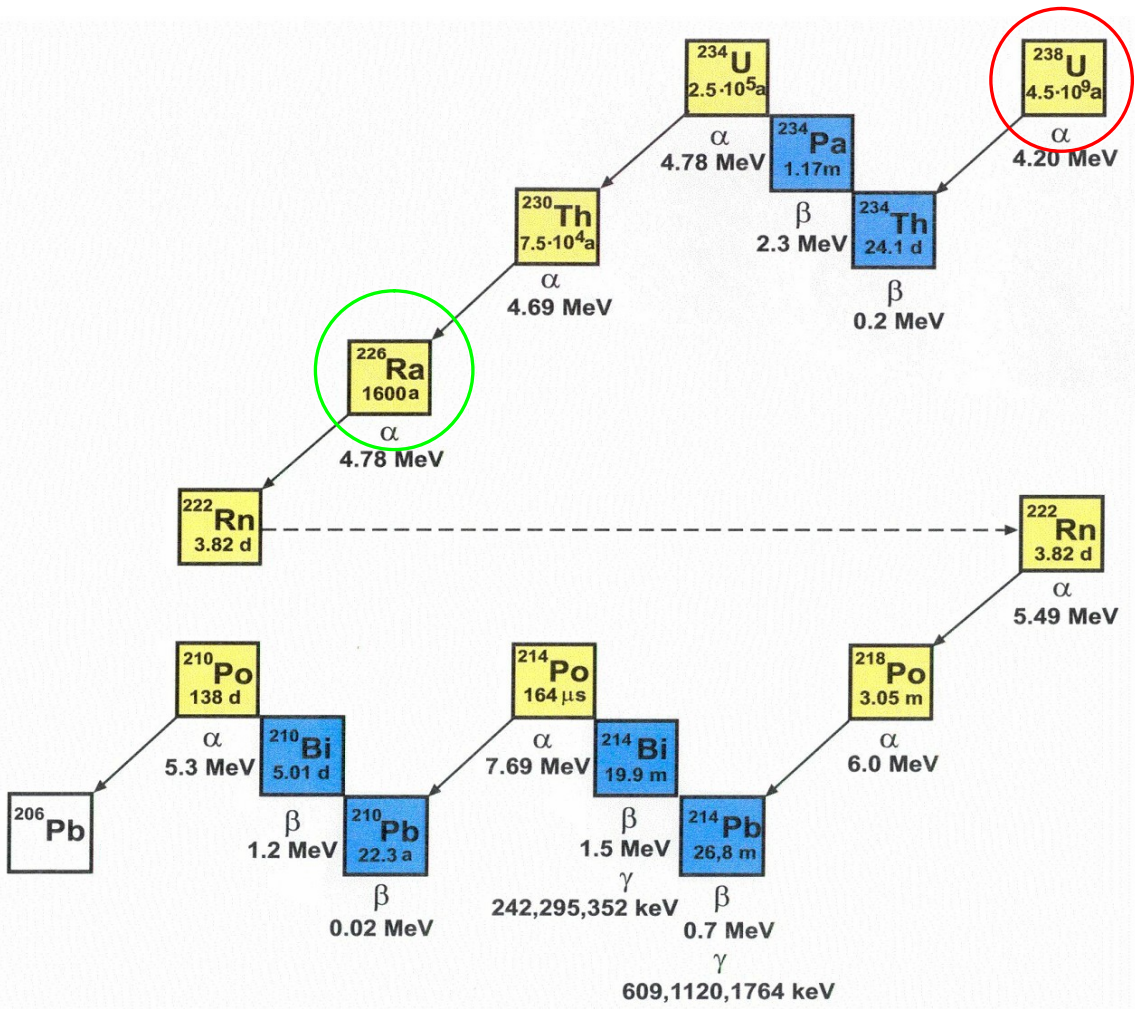 ²³⁴U
2.5·10⁵a
α
4.78 MeV
²³⁴Pa
1.17m
β
2.3 MeV
²³⁴Th
24.1 d
β
0.2 MeV
²³⁸U
4.5·10⁹a
α
4.20 MeV
²³⁰Th
7.5·10⁴a
α
4.69 MeV
²²⁶Ra
1600a
α
4.78 MeV
²²²Rn
3.82 d
²²²Rn
3.82 d
α
5.49 MeV
²¹⁰Po
138 d
α
5.3 MeV
²¹⁰Bi
5.01 d
β
1.2 MeV
²¹⁰Pb
22.3 a
β
0.02 MeV
²¹⁴Po
164 μs
α
7.69 MeV
²¹⁴Bi
19.9 m
β
1.5 MeV
γ
242,295,352 keV
²¹⁴Pb
26,8 m
β
0.7 MeV
γ
609,1120,1764 keV
²¹⁸Po
3.05 m
α
6.0 MeV
²⁰⁶Pb